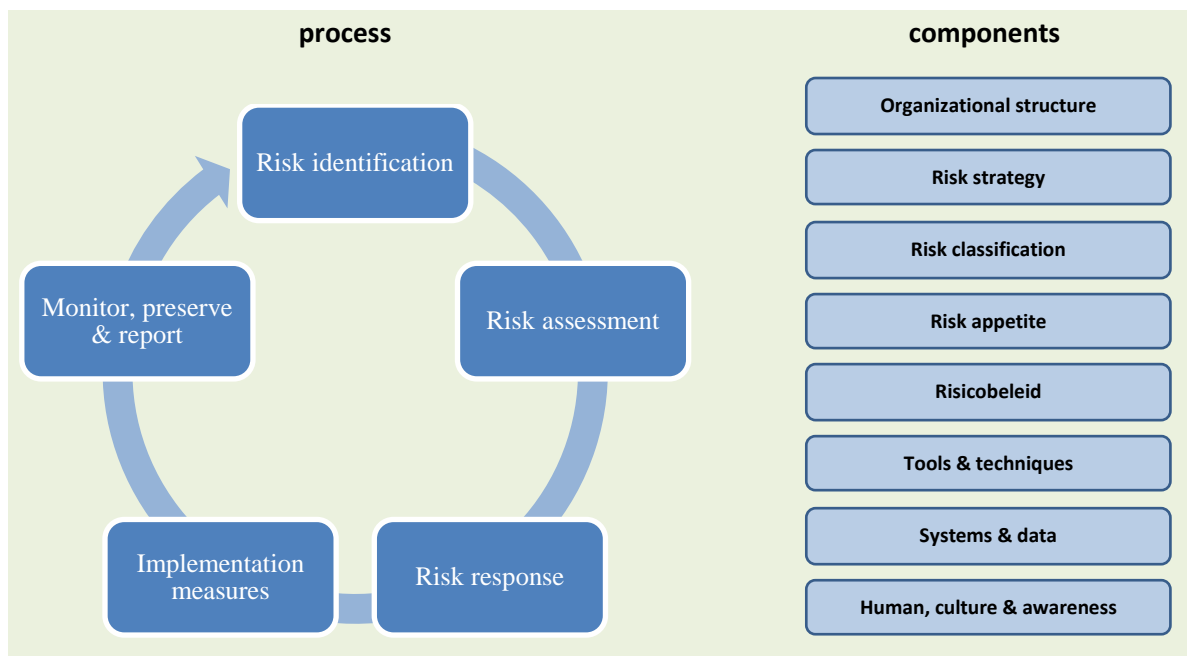 process
Risk identification
Risk assessment
Risk response
Implementation
measures
Monitor, preserve
& report
components
Organizational structure
Risk strategy
Risk classification
Risk appetite
Risicobeleid
Tools & techniques
Systems & data
Human, culture & awareness